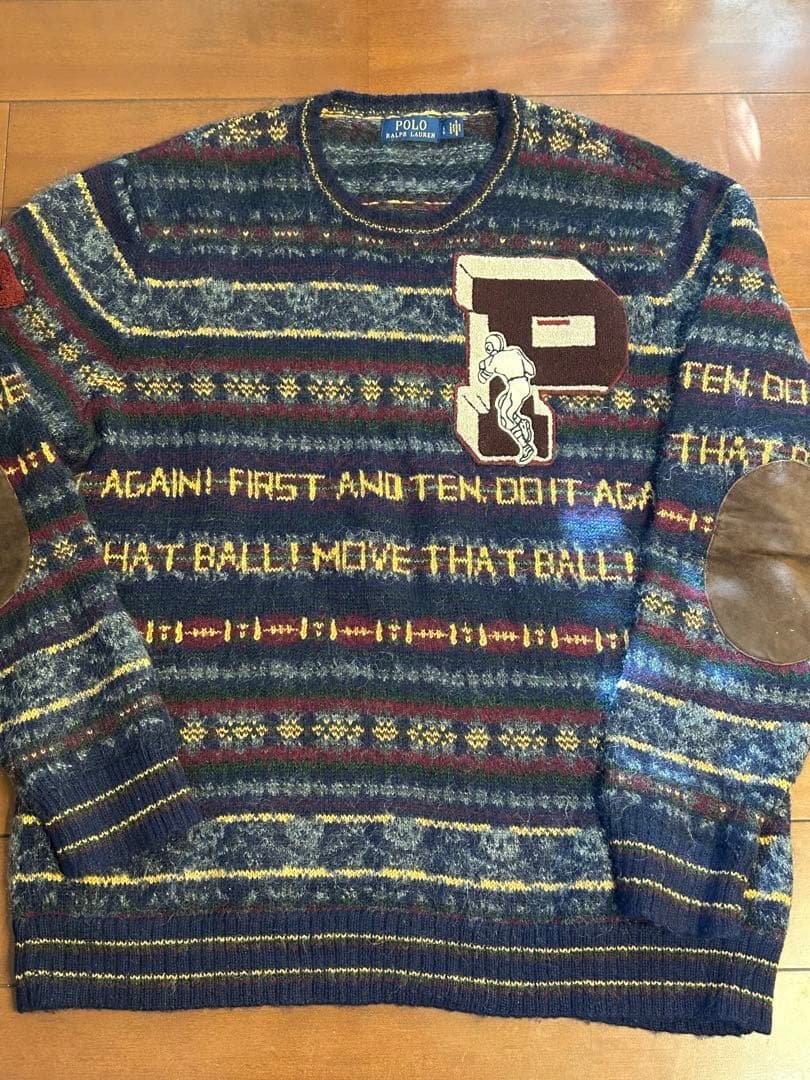 POLO
RALPH LAUREN
L
P
TEN, DO
THAT
AGAIN! FIRST AND TEN, DO IT AGA
HAT BALL! MOVE THAT BALL!